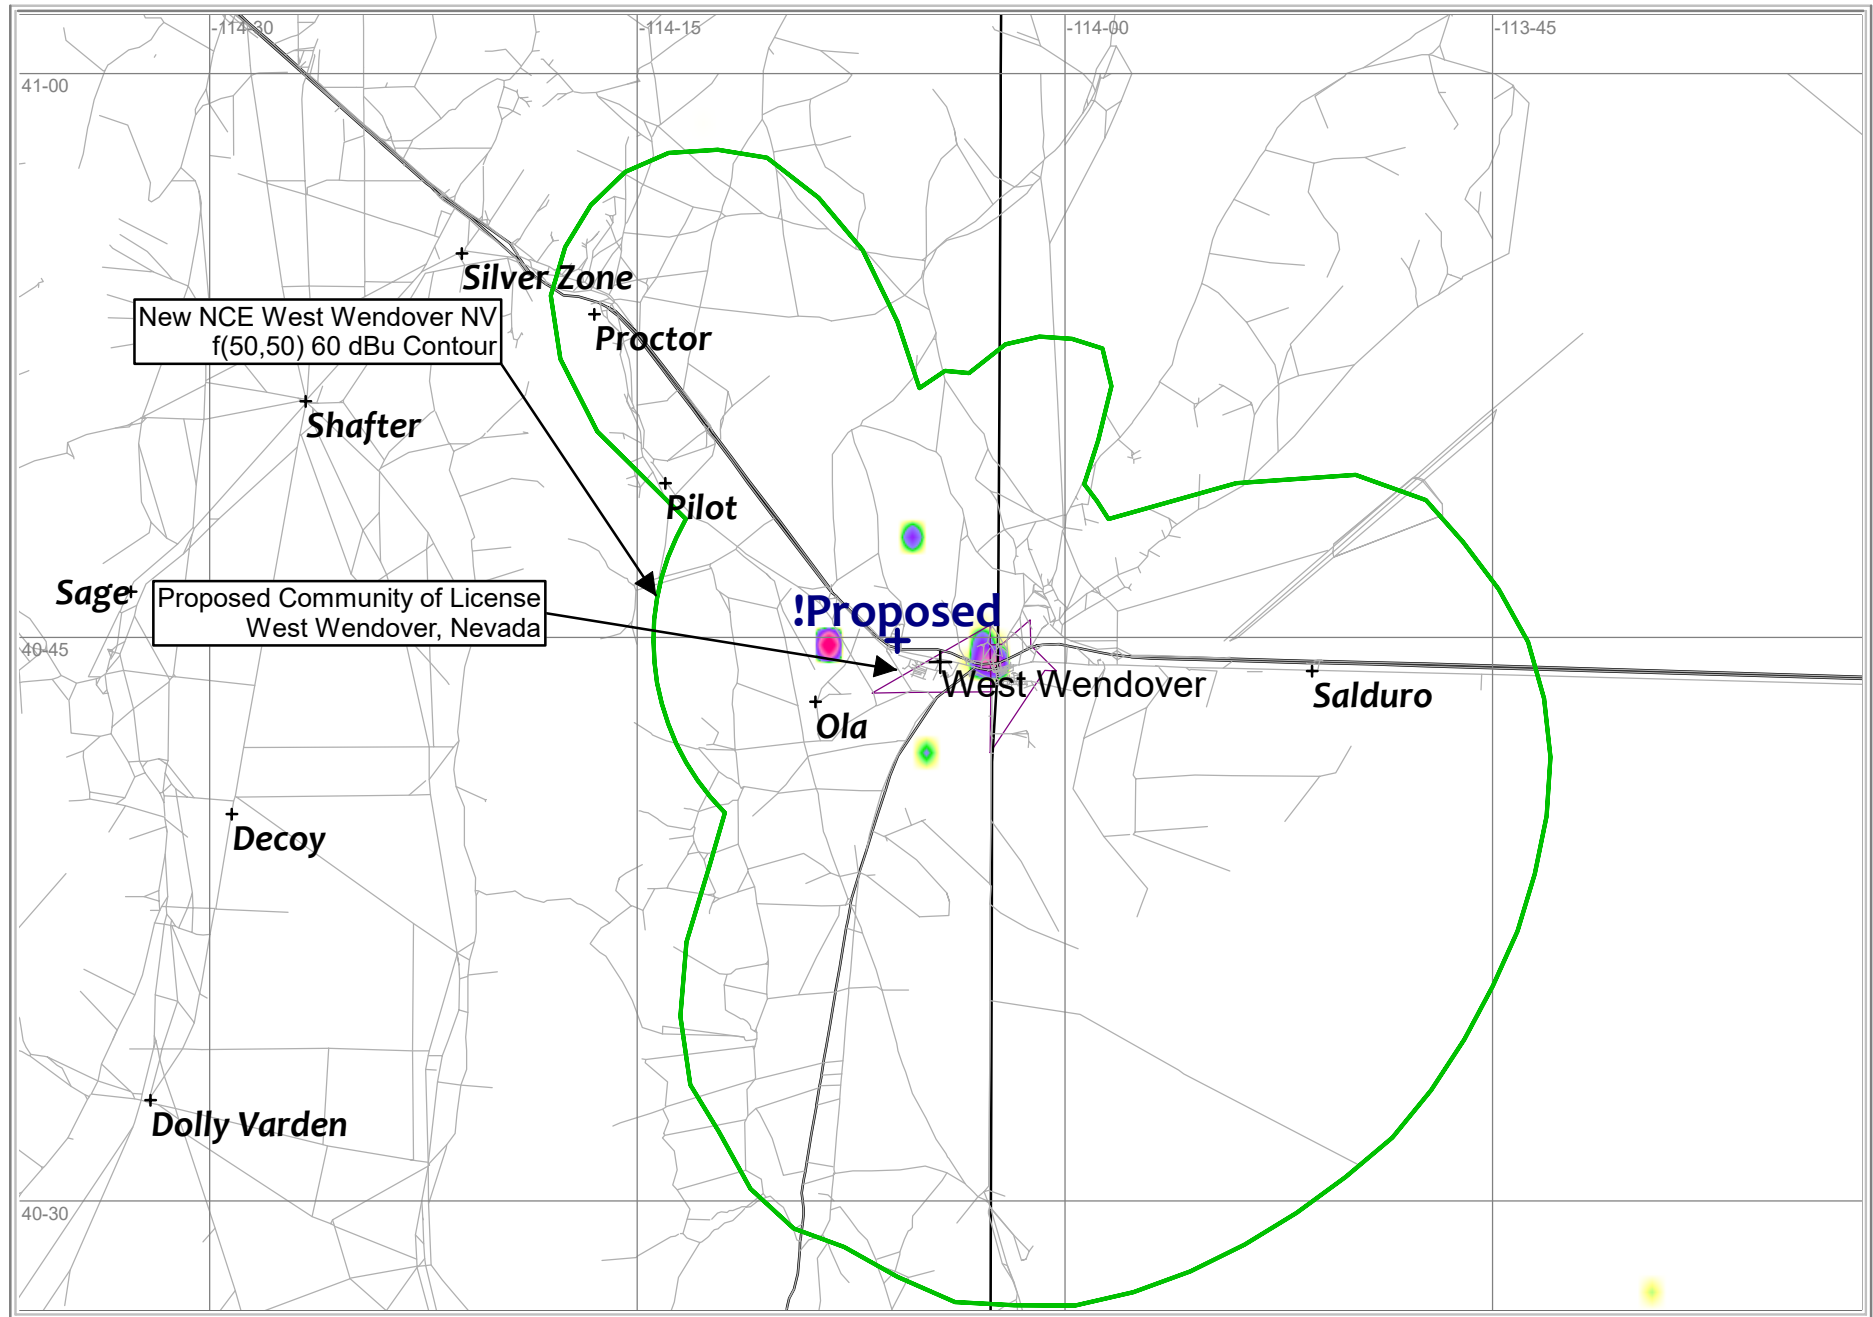 -114-30
-114-15
-114-00
-113-45
41-00
Silver Zone
New NCE West Wendover NV
f(50,50) 60 dBu Contour
Proctor
Shafter
Pilot
Sage
Proposed Community of License
West Wendover, Nevada
!Proposed
40-45
West Wendover
Salduro
Ola
Decoy
Dolly Varden
40-30